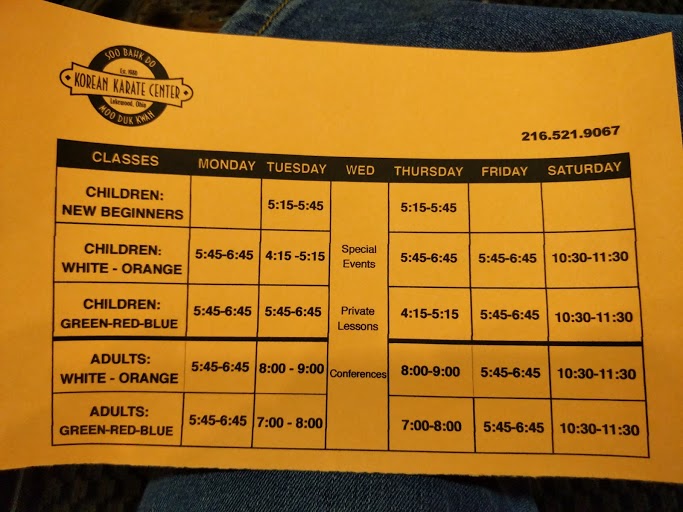 SOO BAHK DO
Est. 1980
KOREAN KARATE CENTER
Lakewood, Ohio
MOO DUK KWAN
216.521.9067
CLASSES MONDAY TUESDAY WED THURSDAY FRIDAY SATURDAY
CHILDREN:
NEW BEGINNERS 5:15-5:45 5:15-5:45
CHILDREN:
WHITE - ORANGE 5:45-6:45 4:15 -5:15 Special
Events 5:45-6:45 5:45-6:45 10:30-11:30
CHILDREN:
GREEN-RED-BLUE 5:45-6:45 5:45-6:45 Private
Lessons 4:15-5:15 5:45-6:45 10:30-11:30
ADULTS:
WHITE - ORANGE 5:45-6:45 8:00 - 9:00 Conferences 8:00-9:00 5:45-6:45 10:30-11:30
ADULTS:
GREEN-RED-BLUE 5:45-6:45 7:00 - 8:00 7:00-8:00 5:45-6:45 10:30-11:30